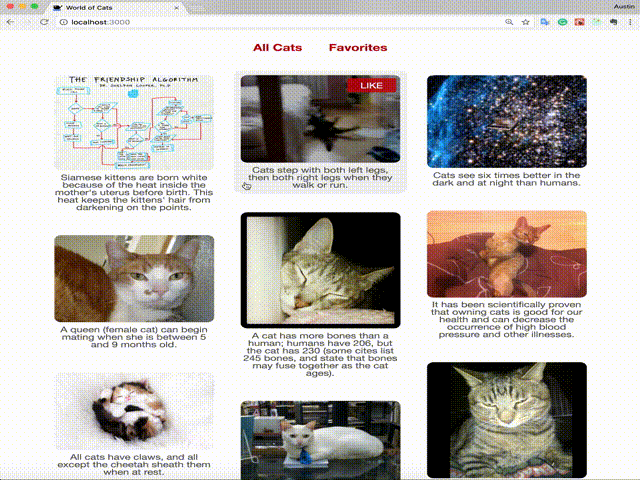 World of Cats
Austin
localhost:3000
All Cats
Favorites
THE FRIENDSHIP ALGORITHM
DR. SHELDON COOPER, Ph.D
Siamese kittens are born white
because of the heat inside the
mother's uterus before birth. This
heat keeps the kittens' hair from
darkening on the points.
LIKE
Cats step with both left legs,
then both right legs when they
walk or run.
Cats see six times better in the
dark and at night than humans.
A queen (female cat) can begin
mating when she is between 5
and 9 months old.
A cat has more bones than a
human; humans have 206, but
the cat has 230 (some cites list
245 bones, and state that bones
may fuse together as the cat
ages).
It has been scientifically proven
that owning cats is good for our
health and can decrease the
occurrence of high blood
pressure and other illnesses.
All cats have claws, and all
except the cheetah sheath them
when at rest.